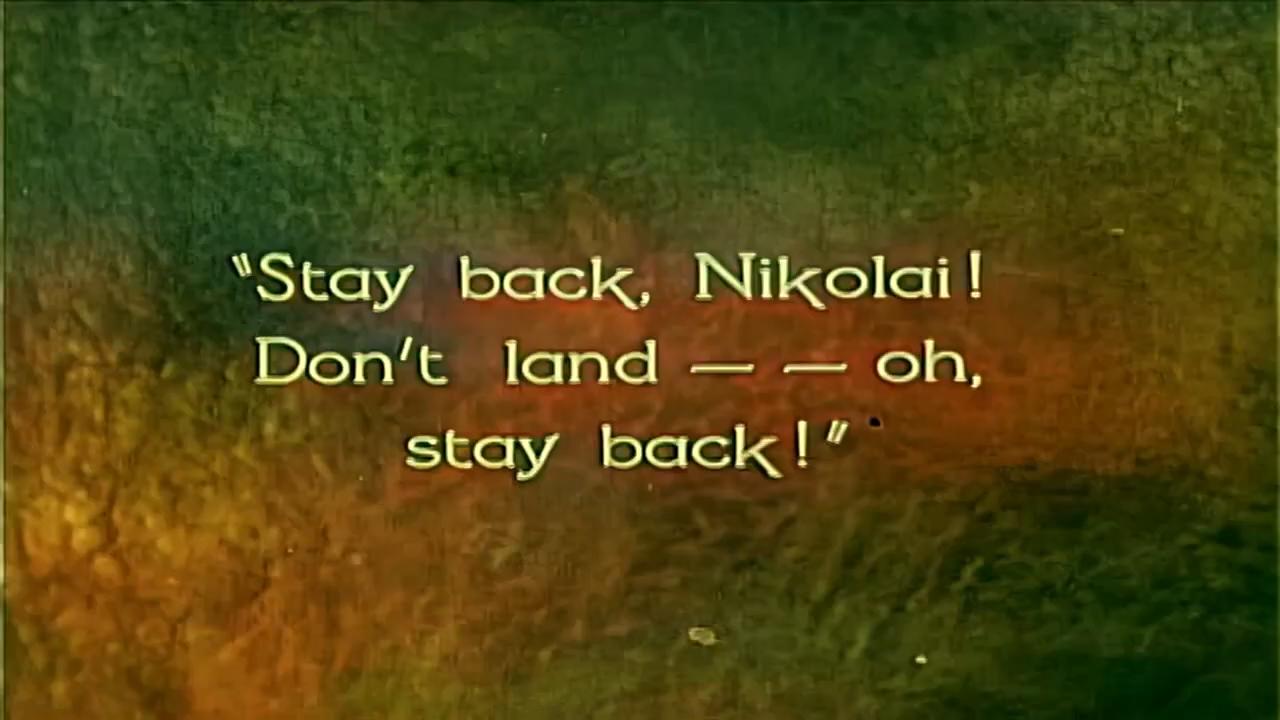 "Stay back, Nikolai!
Don't land — — oh,
stay back!"